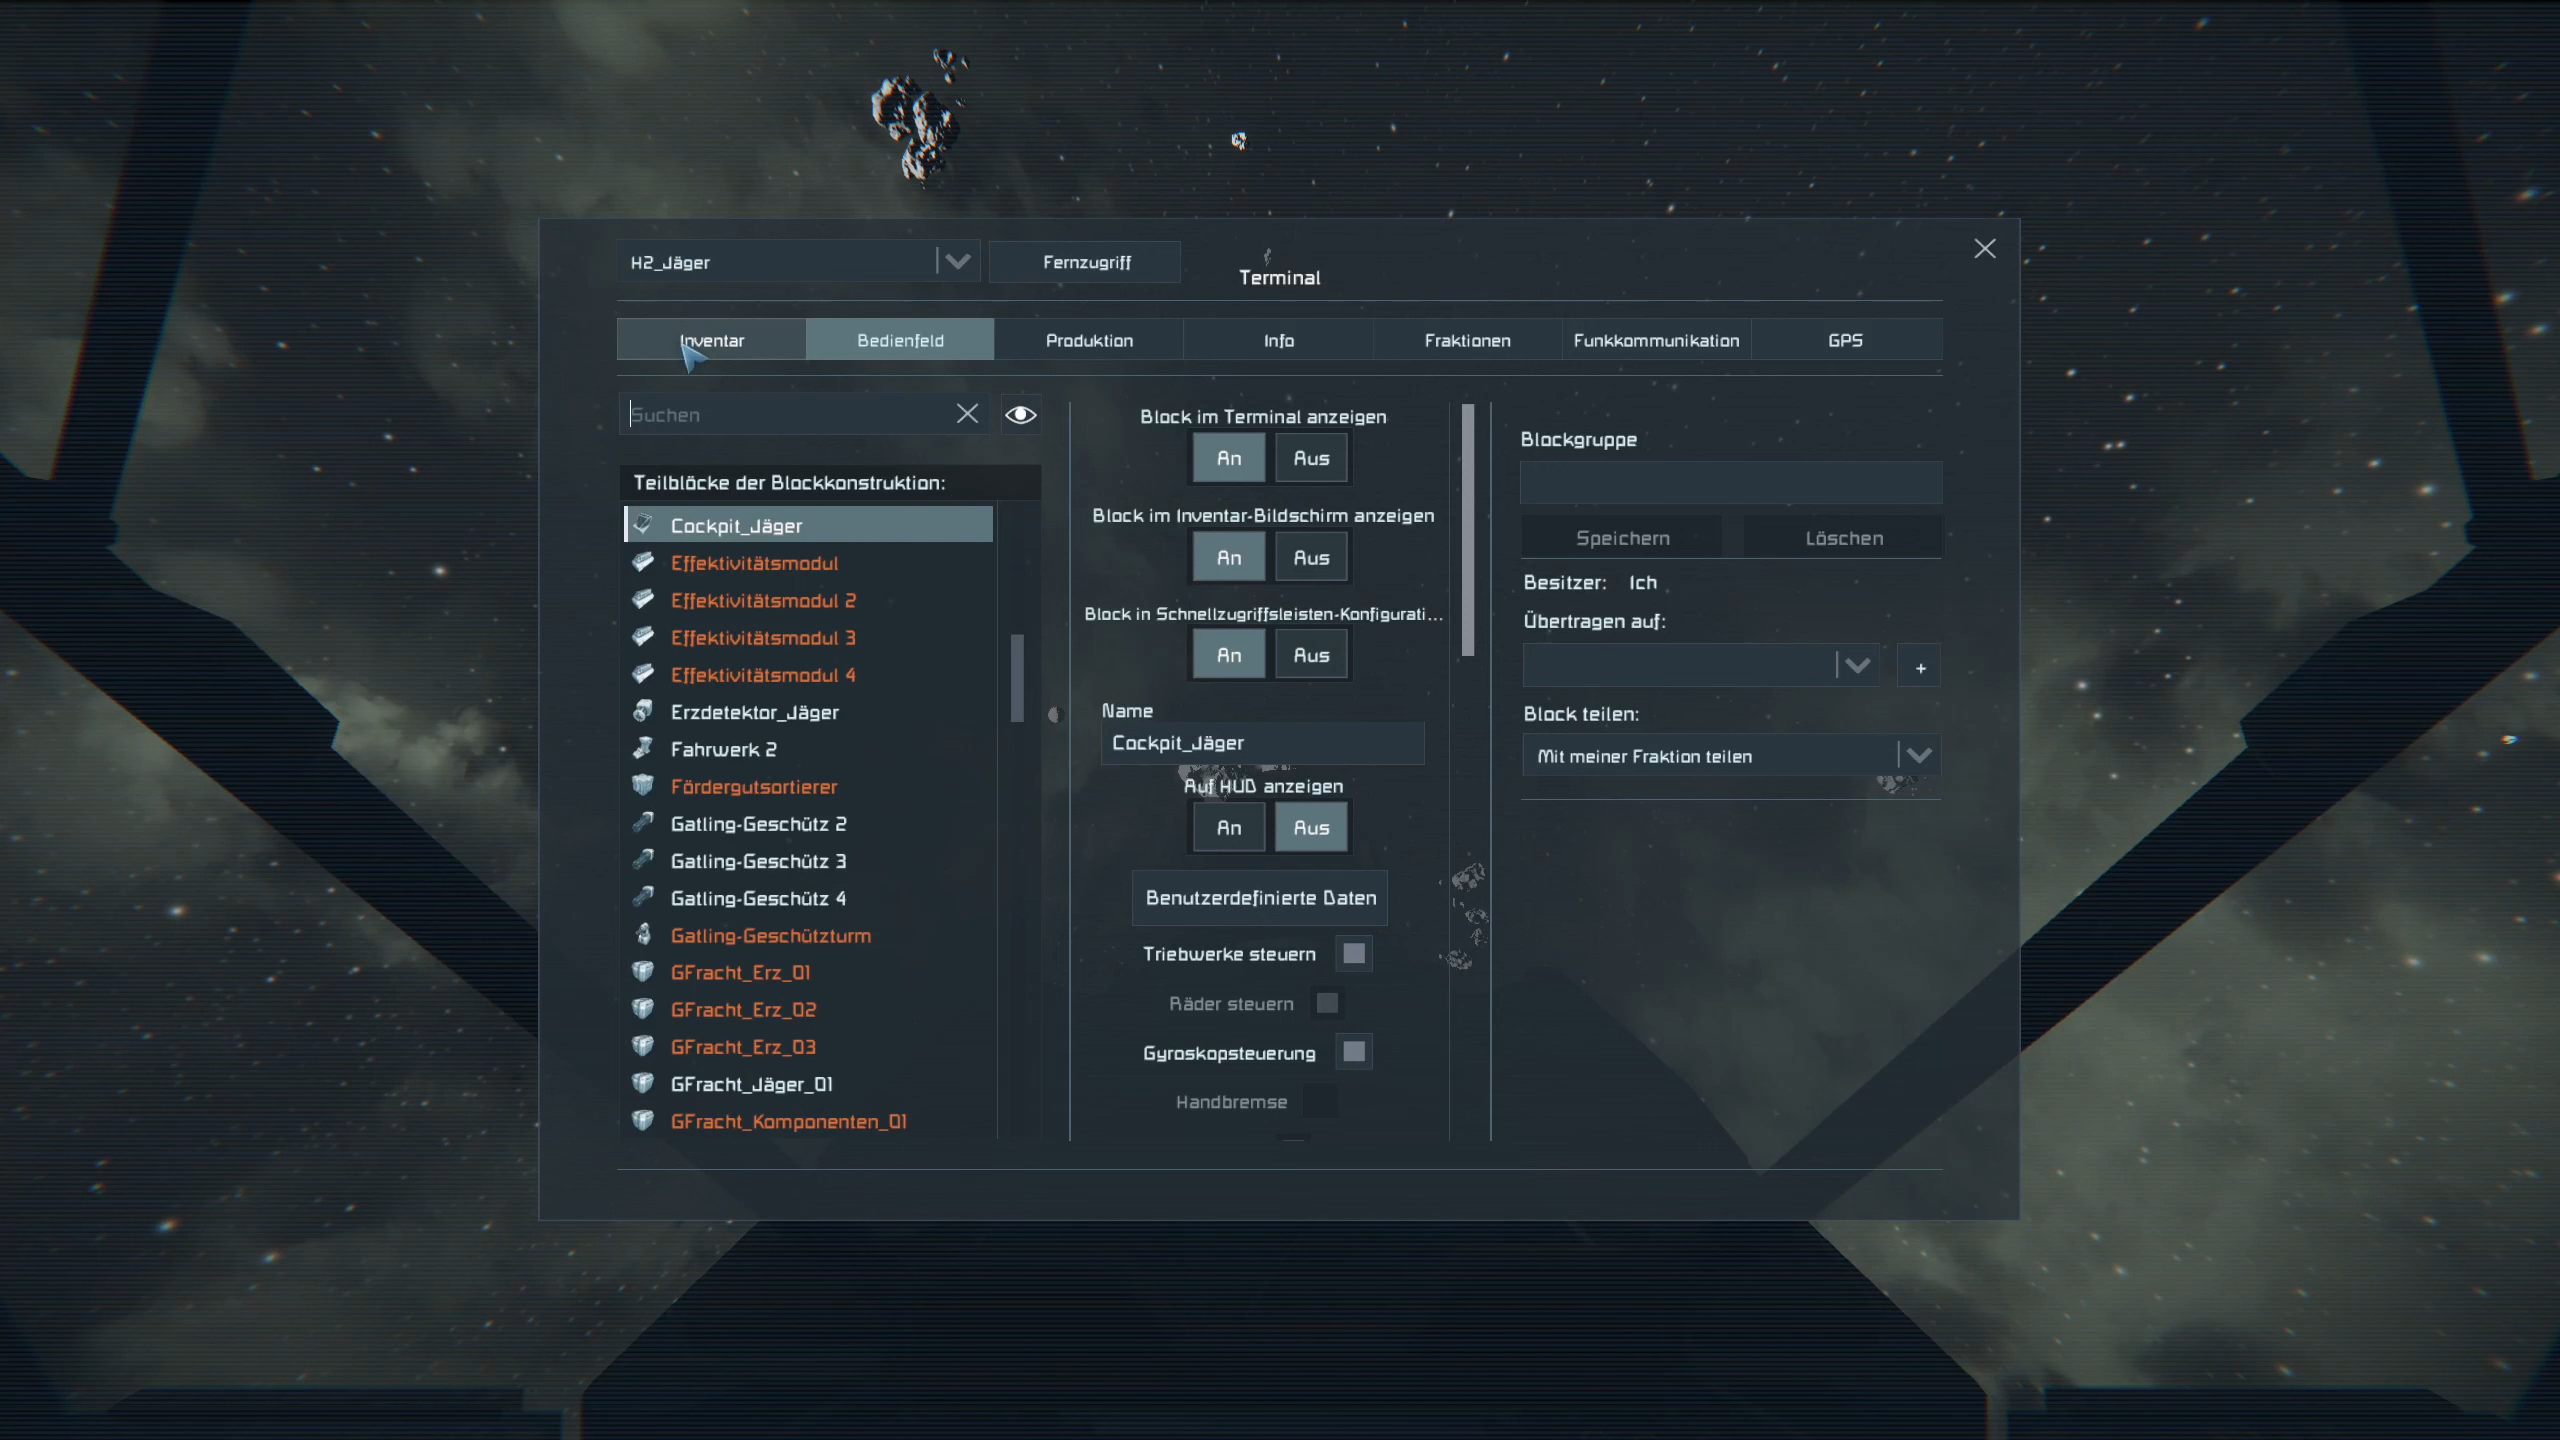 H2_Jäger
Fernzugriff
Terminal
Inventar
Bedienfeld
Produktion
Info
Fraktionen
Funkkommunikation
GPS
Suchen
Teilblöcke der Blockkonstruktion:
Cockpit_Jäger
Effektivitätsmodul
Effektivitätsmodul 2
Effektivitätsmodul 3
Effektivitätsmodul 4
Erzdetektor_Jäger
Fahrwerk 2
Fördergutsortierer
Gatling-Geschütz 2
Gatling-Geschütz 3
Gatling-Geschütz 4
Gatling-Geschützturm
GFracht_Erz_01
GFracht_Erz_02
GFracht_Erz_03
GFracht_Jäger_01
GFracht_Komponenten_01
Block im Terminal anzeigen
An Aus
Block im Inventar-Bildschirm anzeigen
An Aus
Block in Schnellzugriffsleisten-Konfigurati...
An Aus
Name
Cockpit_Jäger
Auf HUD anzeigen
An Aus
Benutzerdefinierte Daten
Triebwerke steuern
Räder steuern
Gyroskopsteuerung
Handbremse
Blockgruppe
Speichern
Löschen
Besitzer: Ich
Übertragen auf:
+
Block teilen:
Mit meiner Fraktion teilen